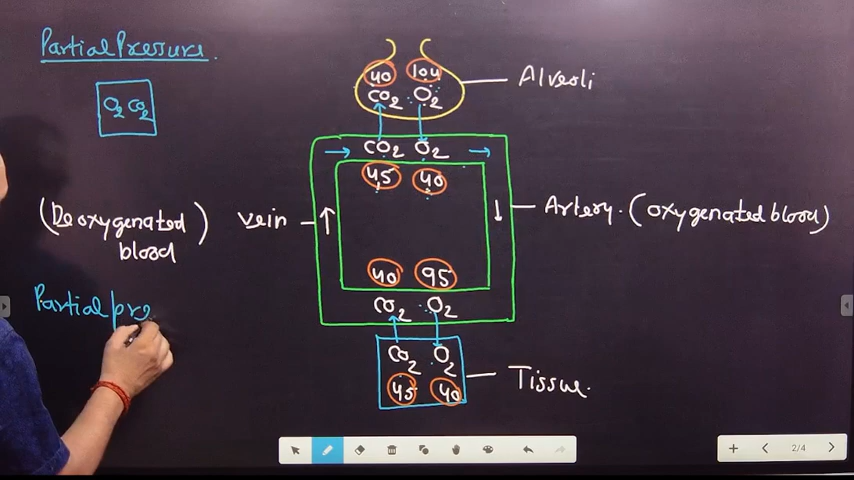 Partial Pressure.
O2 CO2
40 104
CO2 O2
Alveoli
CO2 O2
45 40
(Deoxygenated blood)
vein
Artery. (oxygenated blood)
40 95
CO2 O2
Partial pre
CO2 O2
45 40
Tissue.
2/4